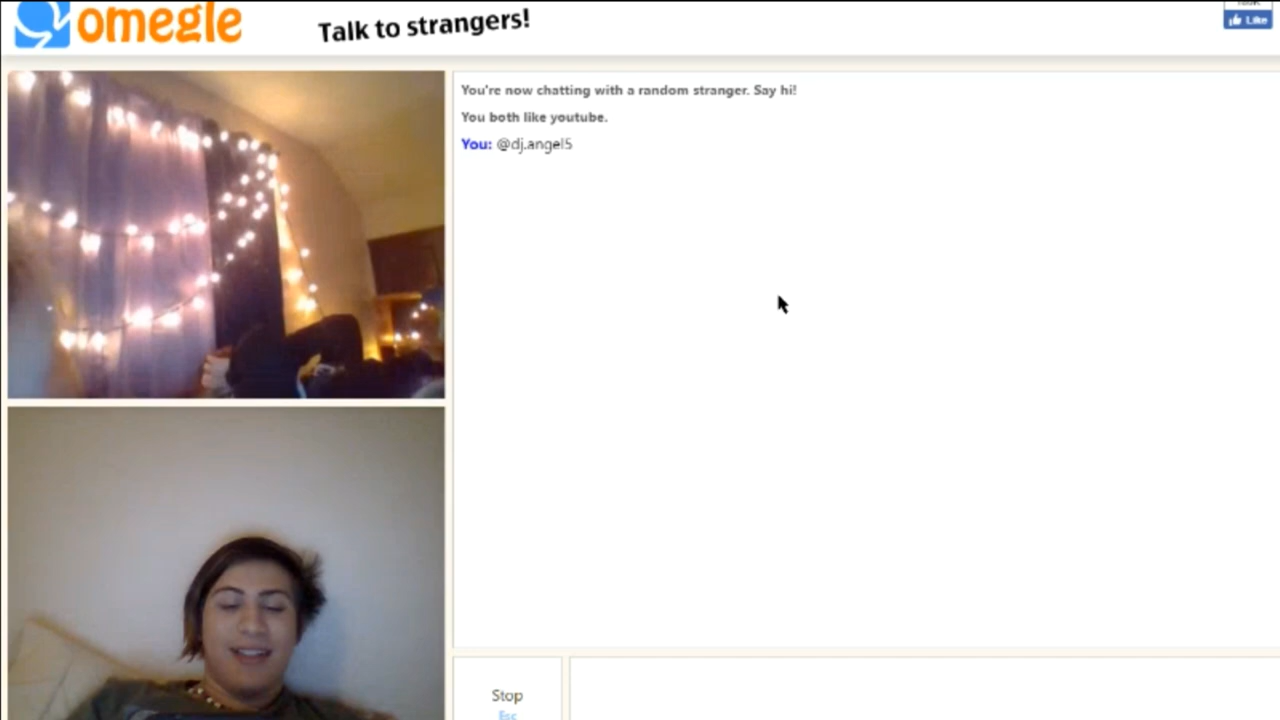 omegle
Talk to strangers!
Like
You're now chatting with a random stranger. Say hi!
You both like youtube.
You: @dj.angel5
Stop
Esc